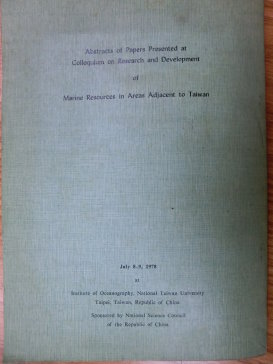 Abstracts of Papers Presented at
Colloquium on Research and Development
of
Marine Resources in Areas Adjacent to Taiwan
July 8-9, 1978
at
Institute of Oceanography, National Taiwan University
Taipei, Taiwan, Republic of China
Sponsored by National Science Council
of the Republic of China